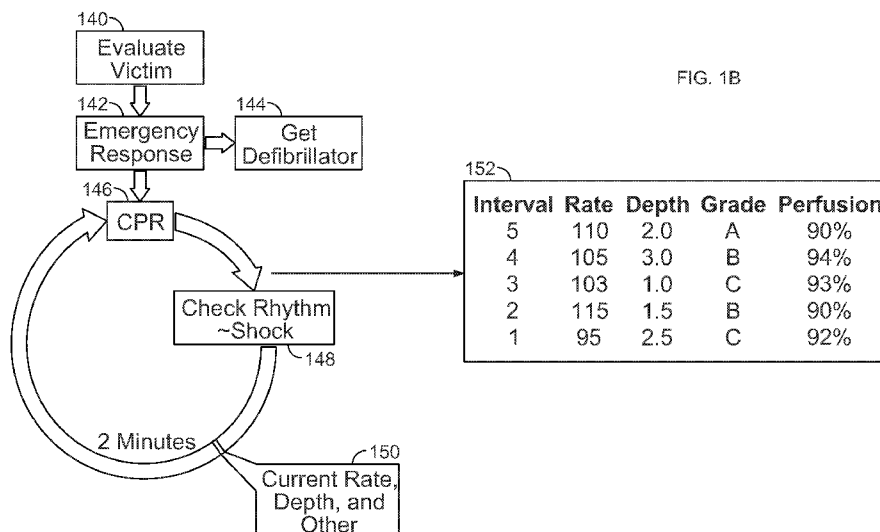 140
Evaluate
Victim
FIG. 1B
142
Emergency
Response
144
Get
Defibrillator
146
CPR
152
Interval Rate Depth Grade Perfusion
5 110 2.0 A 90%
4 105 3.0 B 94%
3 103 1.0 C 93%
2 115 1.5 B 90%
1 95 2.5 C 92%
Check Rhythm
~Shock
148
2 Minutes
150
Current Rate,
Depth, and
Other